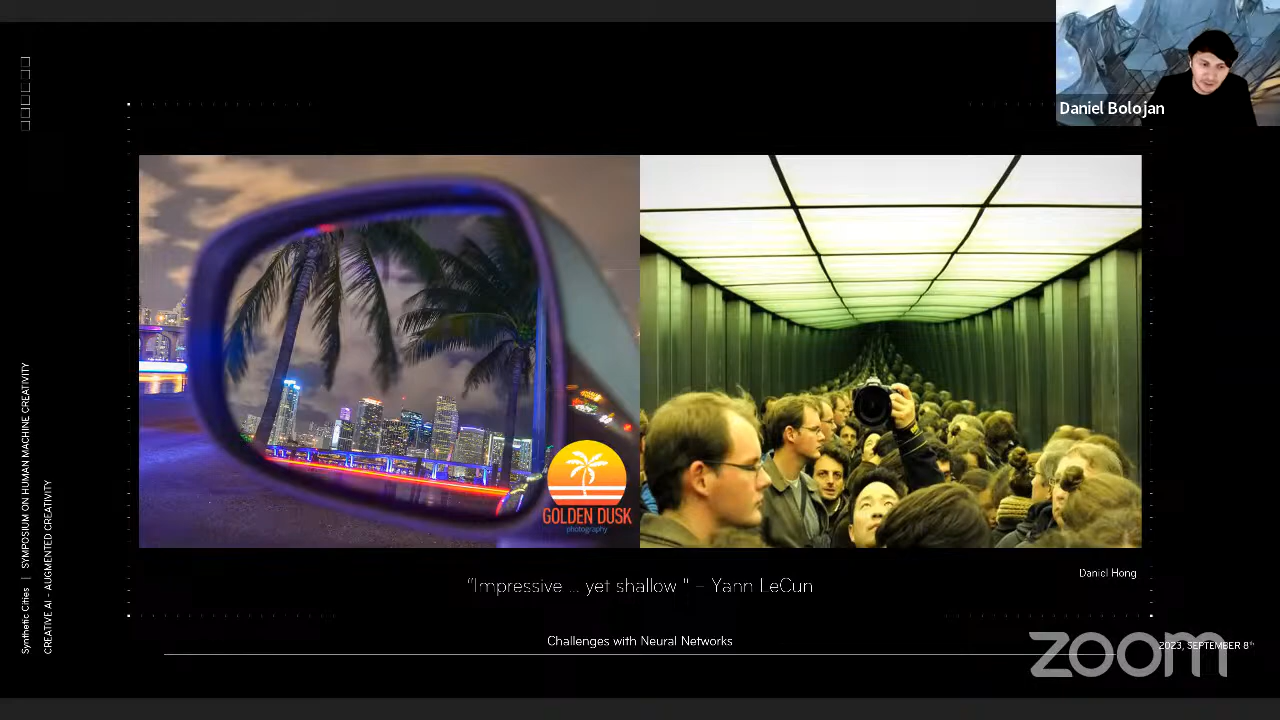 Daniel Bolojan
Synthetic Cities | SYMPOSIUM ON HUMAN MACHINE CREATIVITY
CREATIVE AI - AUGMENTED CREATIVITY
GOLDEN DUSK
photography
Daniel Hong
"Impressive ... yet shallow " – Yann LeCun
Challenges with Neural Networks
2023, SEPTEMBER 8th
zoom